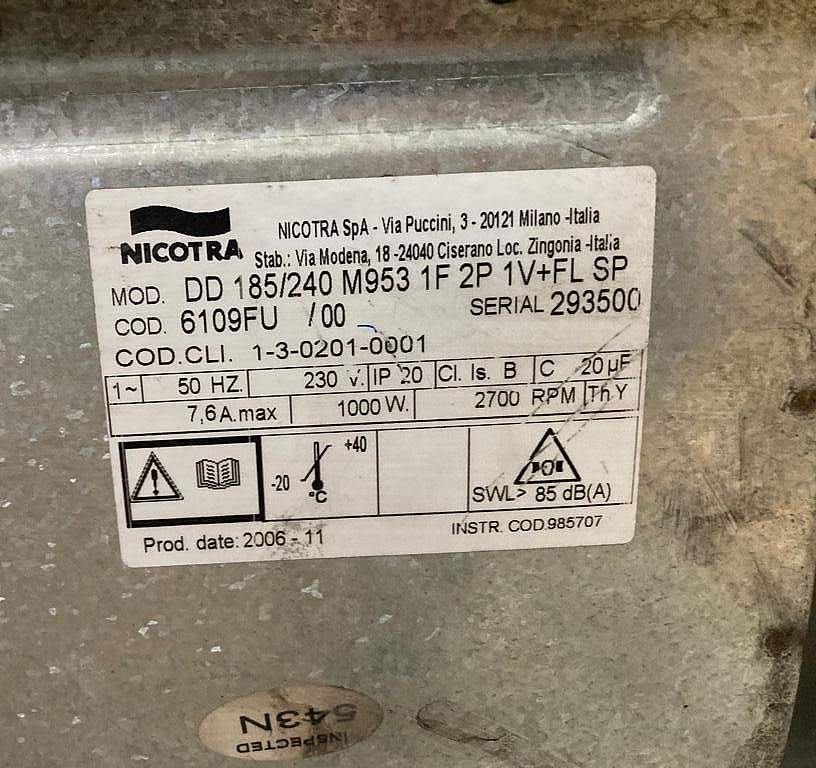 NICOTRA
NICOTRA SpA - Via Puccini, 3 - 20121 Milano -Italia
Stab.: Via Modena, 18 -24040 Ciserano Loc. Zingonia -Italia
MOD. DD 185/240 M953 1F 2P 1V+FL SP
COD. 6109FU /00 SERIAL 293500
COD.CLI. 1-3-0201-0001
1~ 50 HZ. 230 v. IP 20 Cl. Is. B C 20 µF
7,6 A.max 1000 W. 2700 RPM Th.Y
-20 +40 °C
SWL> 85 dB(A)
Prod. date: 2006 - 11 INSTR. COD.985707
543N
INSPECTED